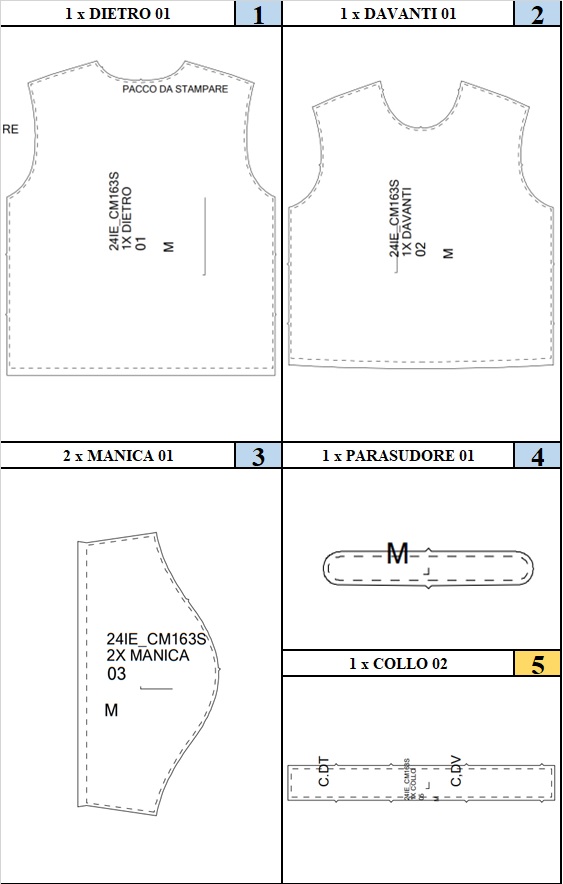 1 x DIETRO 01
1
PACCO DA STAMPARE
RE
24IE_CM163S
1X DIETRO
01
M
1 x DAVANTI 01
2
24IE_CM163S
1X DAVANTI
02
M
2 x MANICA 01
3
24IE_CM163S
2X MANICA
03
M
1 x PARASUDORE 01
4
M
1 x COLLO 02
5
C.DT
24IE_CM163S
1X COLLO
05
M
C.DV